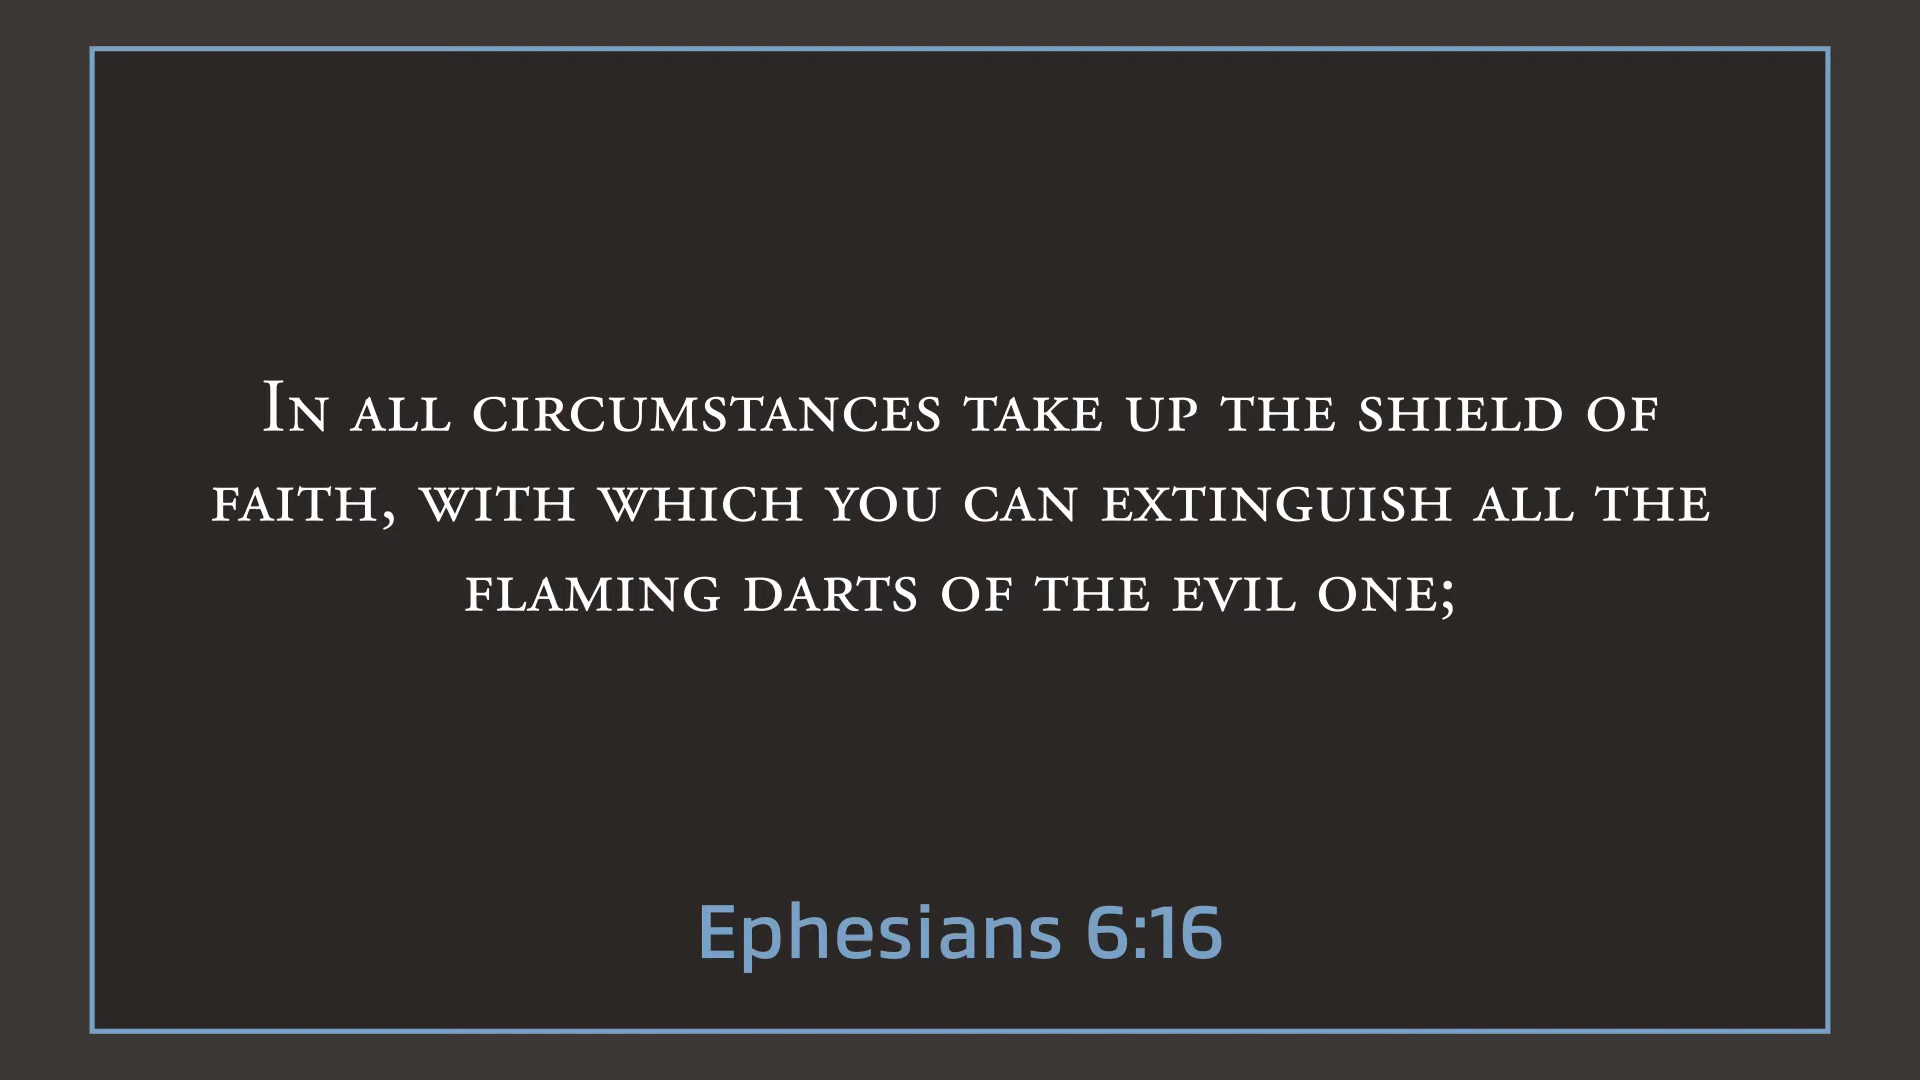 In all circumstances take up the shield of
faith, with which you can extinguish all the
flaming darts of the evil one;
Ephesians 6:16